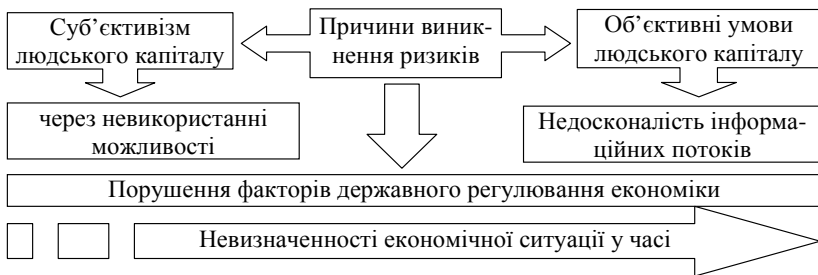 Суб’єктивізм
людського капіталу
Причини виник-
нення ризиків
Об’єктивні умови
людського капіталу
через невикористанні
можливості
Недосконалість інформа-
ційних потоків
Порушення факторів державного регулювання економіки
Невизначенності економічної ситуації у часі